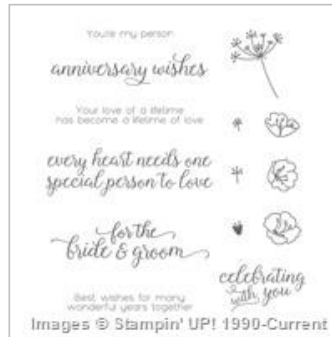 You're my person
anniversary wishes
Your love of a lifetime
has become a lifetime of love
every heart needs one
special person to love
for the
bride & groom
celebrating
with you
Best wishes for many
wonderful years together
Images © Stampin' UP! 1990-Current